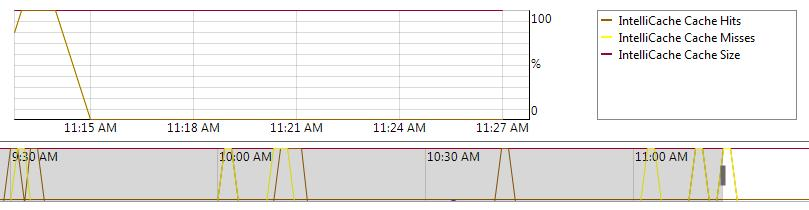 100
%
0
11:15 AM 11:18 AM 11:21 AM 11:24 AM 11:27 AM
IntelliCache Cache Hits
IntelliCache Cache Misses
IntelliCache Cache Size
9:30 AM 10:00 AM 10:30 AM 11:00 AM